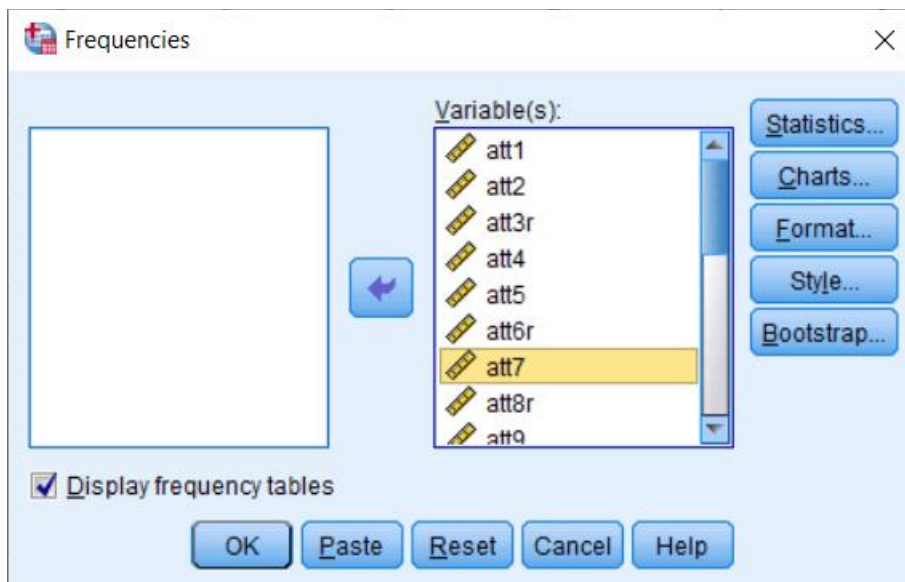 Frequencies
Variable(s):
att1
att2
att3r
att4
att5
att6r
att7
att8r
att9
Statistics...
Charts...
Format...
Style...
Bootstrap...
Display frequency tables
OK Paste Reset Cancel Help